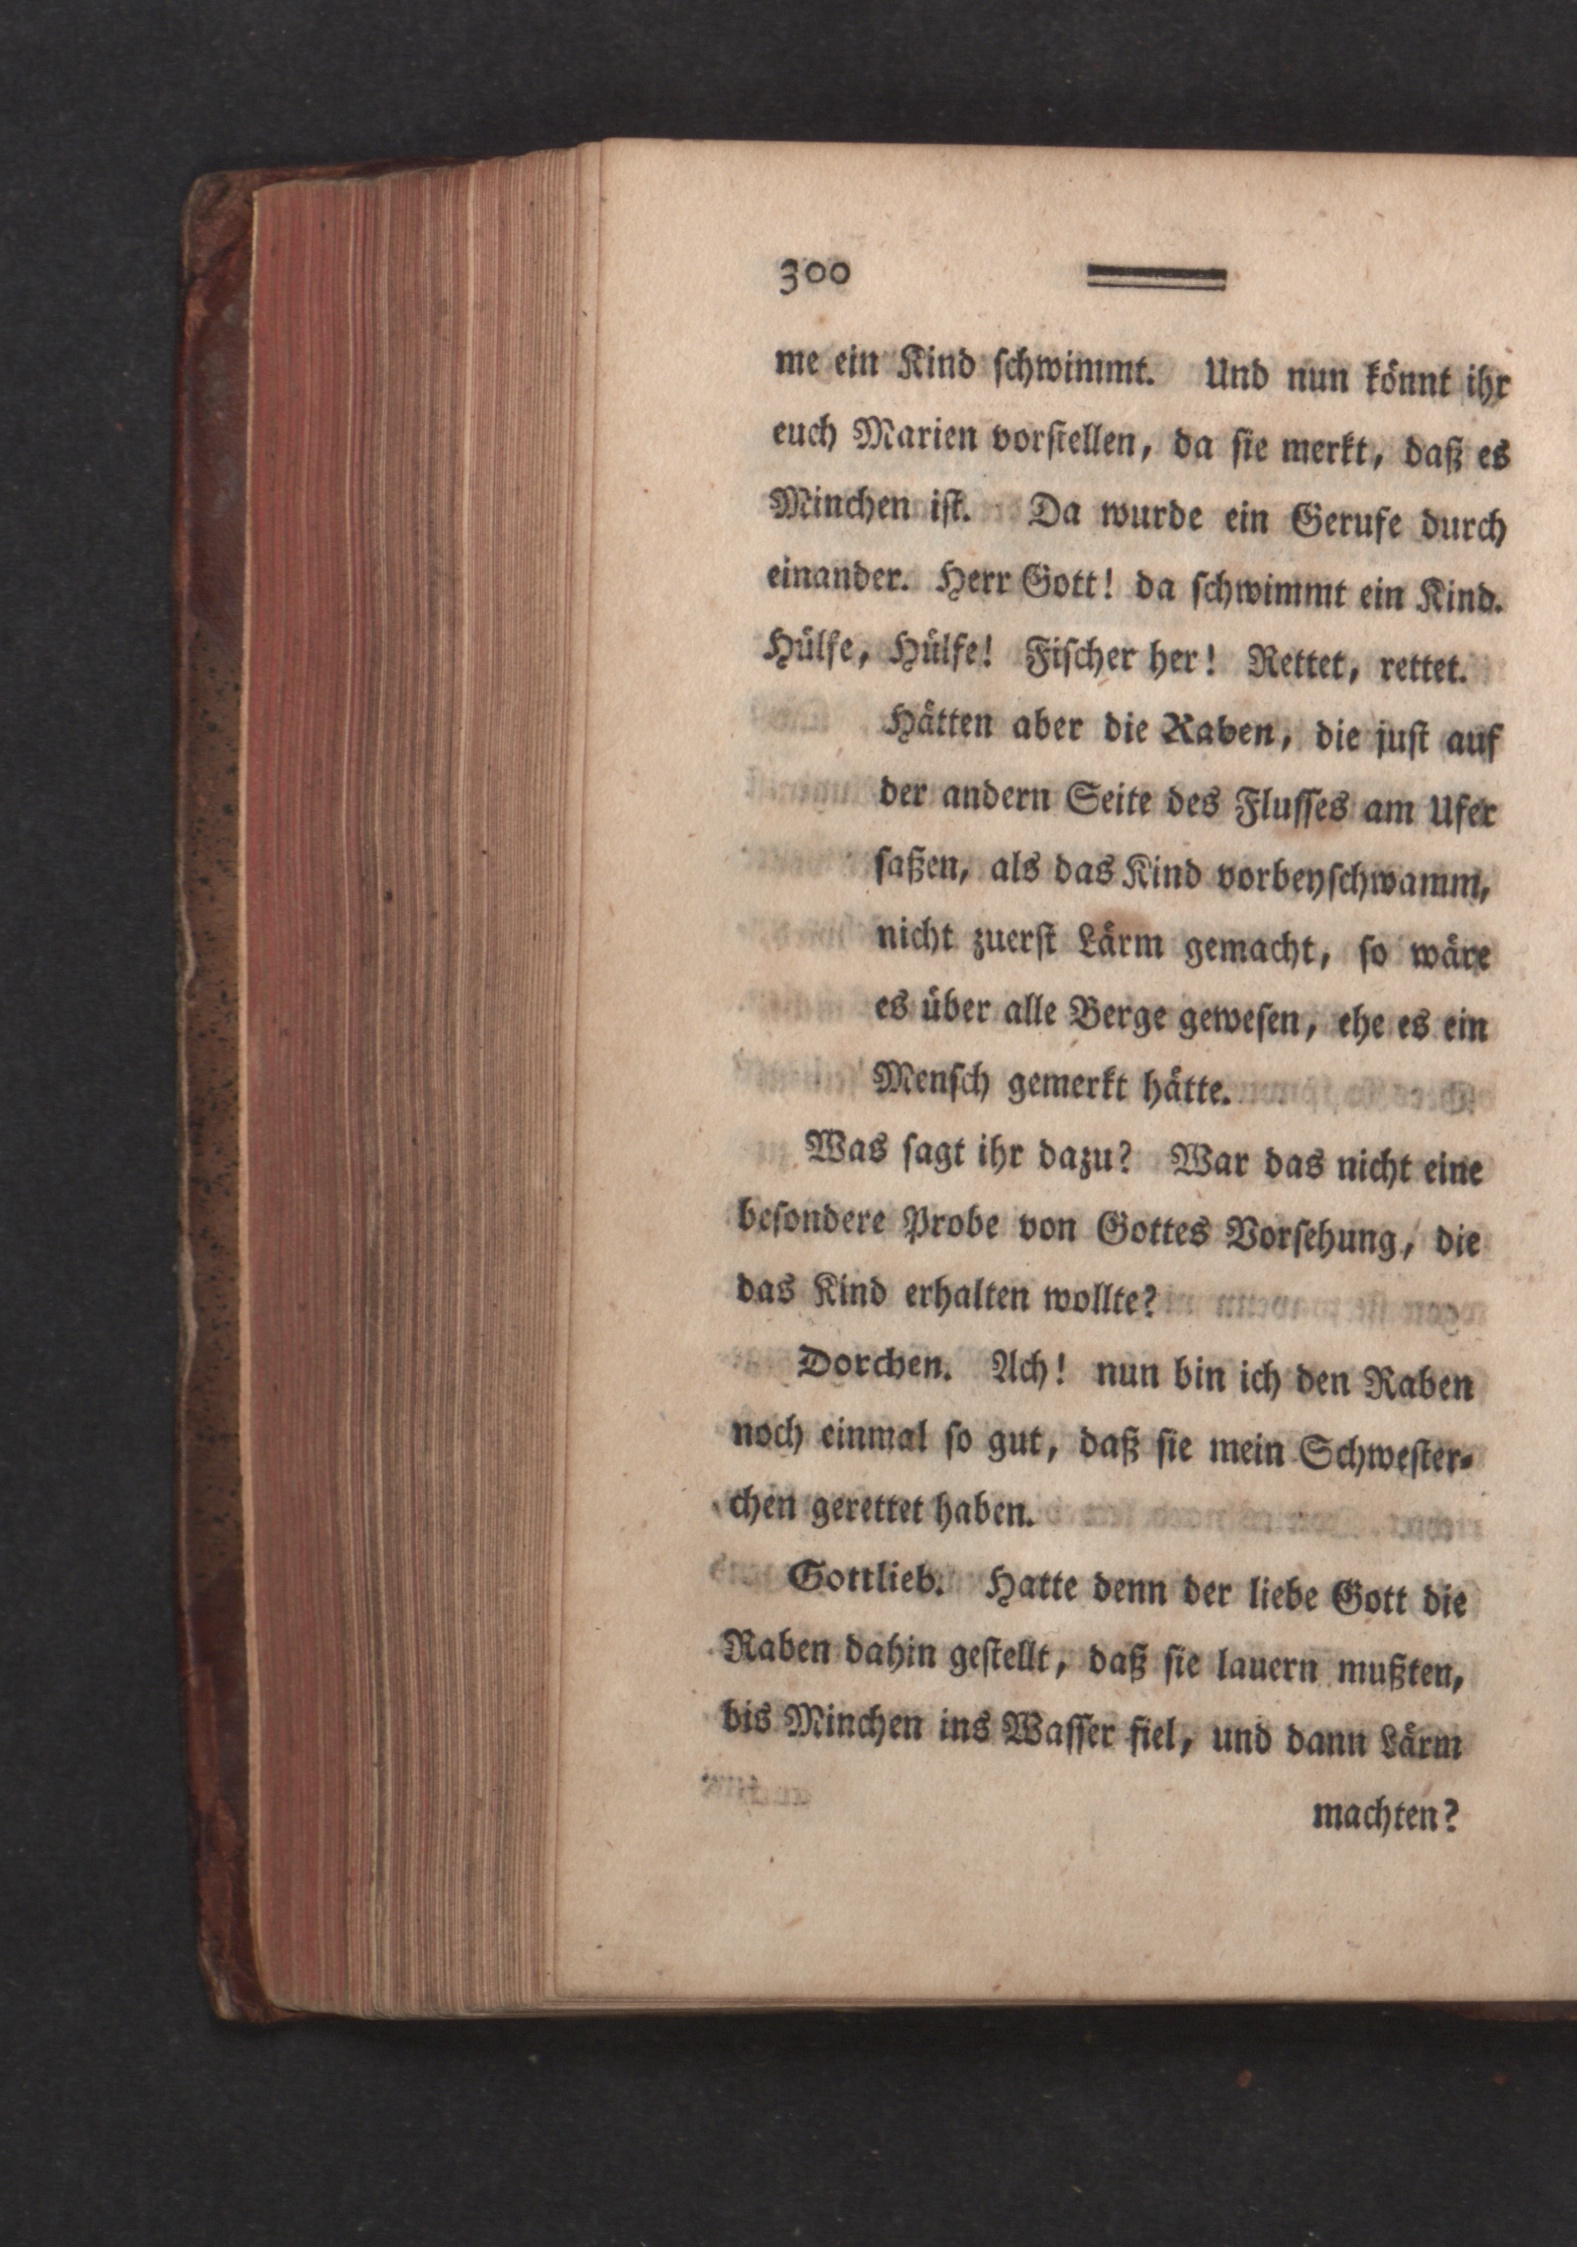 300
me ein Kind ſchwimmt. Und nun könnt ihr
euch Marien vorſtellen, da ſie merkt, daß es
Minchen iſt. Da wurde ein Gerufe durch
einander. Herr Gott! da ſchwimmt ein Kind.
Hülfe, Hülfe! Fiſcher her! Rettet, rettet.
Hätten aber die Raben, die juſt auf
der andern Seite des Fluſſes am Ufer
ſaßen, als das Kind vorbeyſchwamm,
nicht zuerſt Lärm gemacht, ſo wäre
es über alle Berge geweſen, ehe es ein
Menſch gemerkt hätte.
Was ſagt ihr dazu? War das nicht eine
beſondere Probe von Gottes Vorſehung, die
das Kind erhalten wollte?
Dorchen. Ach! nun bin ich den Raben
noch einmal ſo gut, daß ſie mein Schweſter-
chen gerettet haben.
Gottlieb. Hatte denn der liebe Gott die
Raben dahin geſtellt, daß ſie lauern mußten,
bis Minchen ins Waſſer fiel, und dann Lärm
machten?